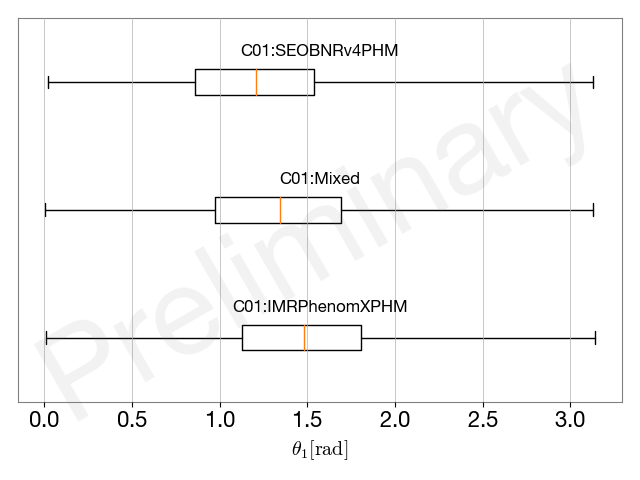 C01:SEOBNRv4PHM
C01:Mixed
C01:IMRPhenomXPHM
Preliminary
0.0 0.5 1.0 1.5 2.0 2.5 3.0
θ₁[rad]